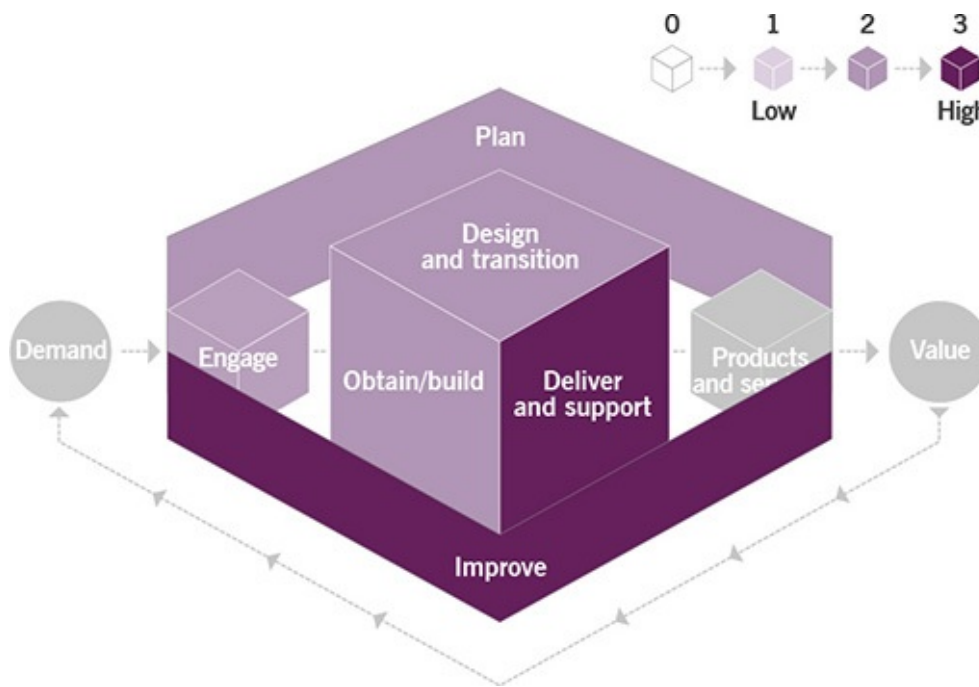 0 1 2 3
Low High
Plan
Design
and transition
Demand
Engage
Obtain/build
Deliver
and support
Products
and
Value
Improve